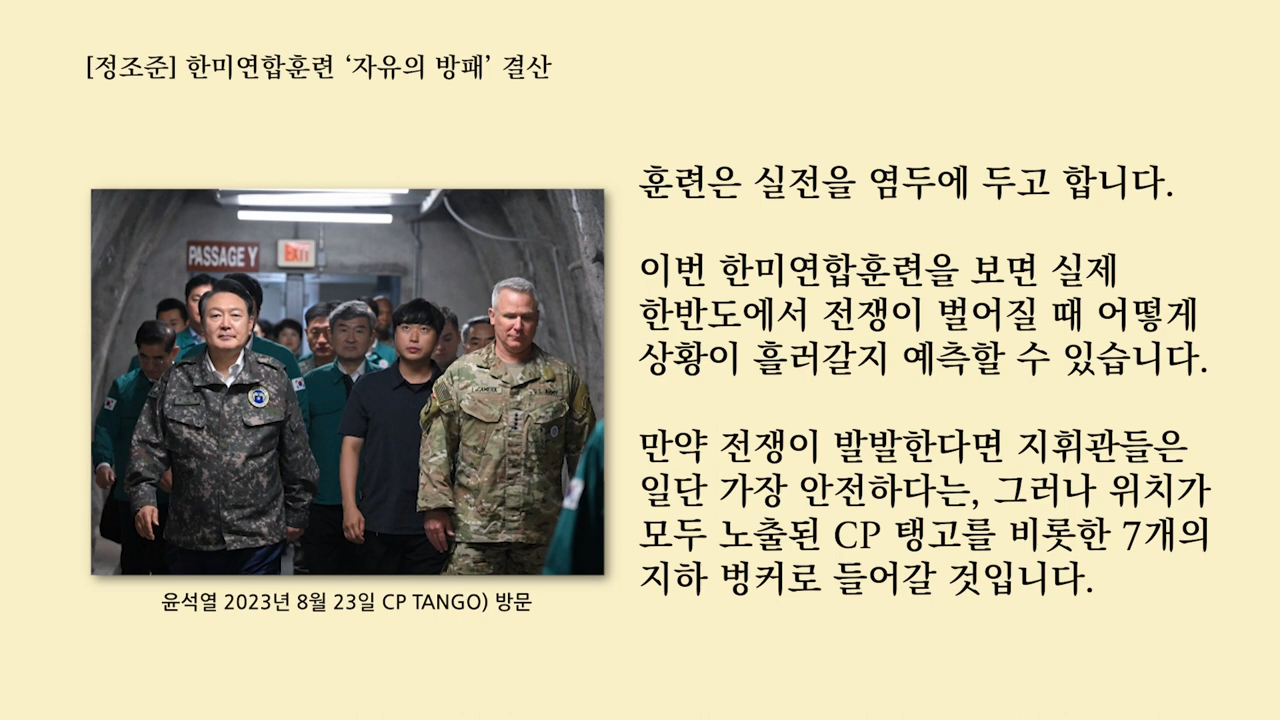 [정조준] 한미연합훈련 ‘자유의 방패’ 결산
훈련은 실전을 염두에 두고 합니다.
이번 한미연합훈련을 보면 실제
한반도에서 전쟁이 벌어질 때 어떻게
상황이 흘러갈지 예측할 수 있습니다.
만약 전쟁이 발발한다면 지휘관들은
일단 가장 안전하다는, 그러나 위치가
모두 노출된 CP 탱고를 비롯한 7개의
지하 벙커로 들어갈 것입니다.
PASSAGE Y
EXIT
윤석열 2023년 8월 23일 CP TANGO) 방문